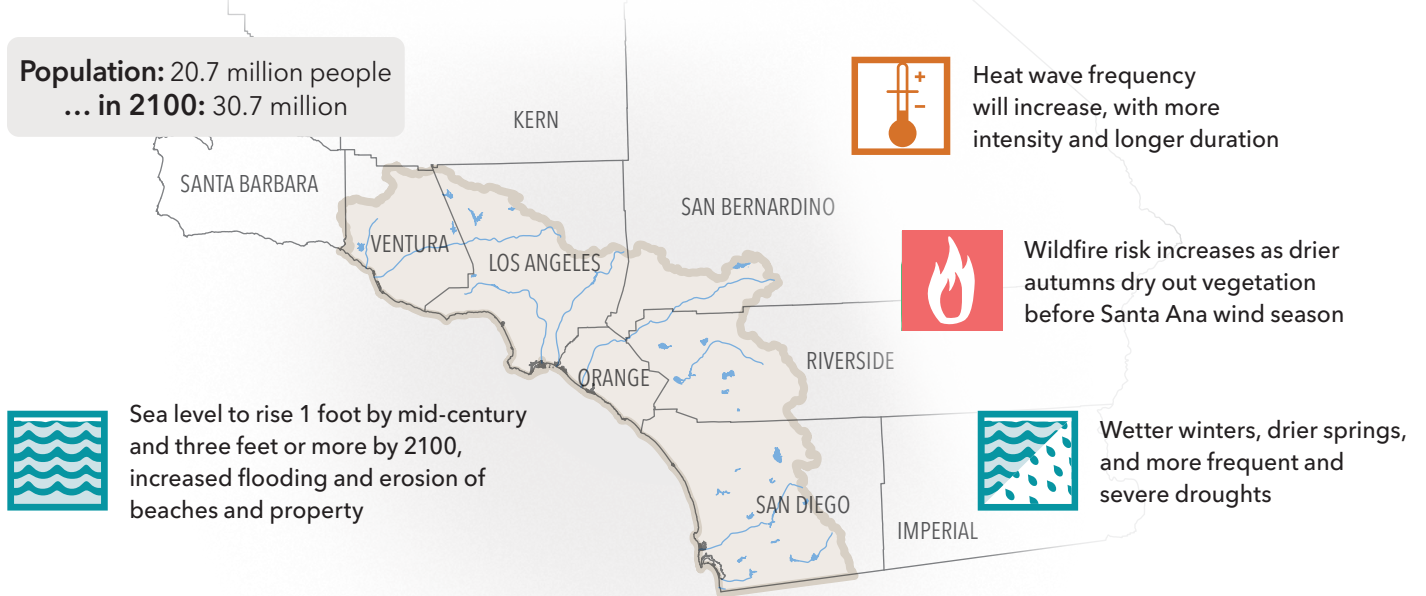 Population: 20.7 million people
... in 2100: 30.7 million
Heat wave frequency
will increase, with more
intensity and longer duration
KERN
SANTA BARBARA
SAN BERNARDINO
VENTURA
LOS ANGELES
Wildfire risk increases as drier
autumns dry out vegetation
before Santa Ana wind season
RIVERSIDE
ORANGE
Sea level to rise 1 foot by mid-century
and three feet or more by 2100,
increased flooding and erosion of
beaches and property
Wetter winters, drier springs,
and more frequent and
severe droughts
SAN DIEGO
IMPERIAL